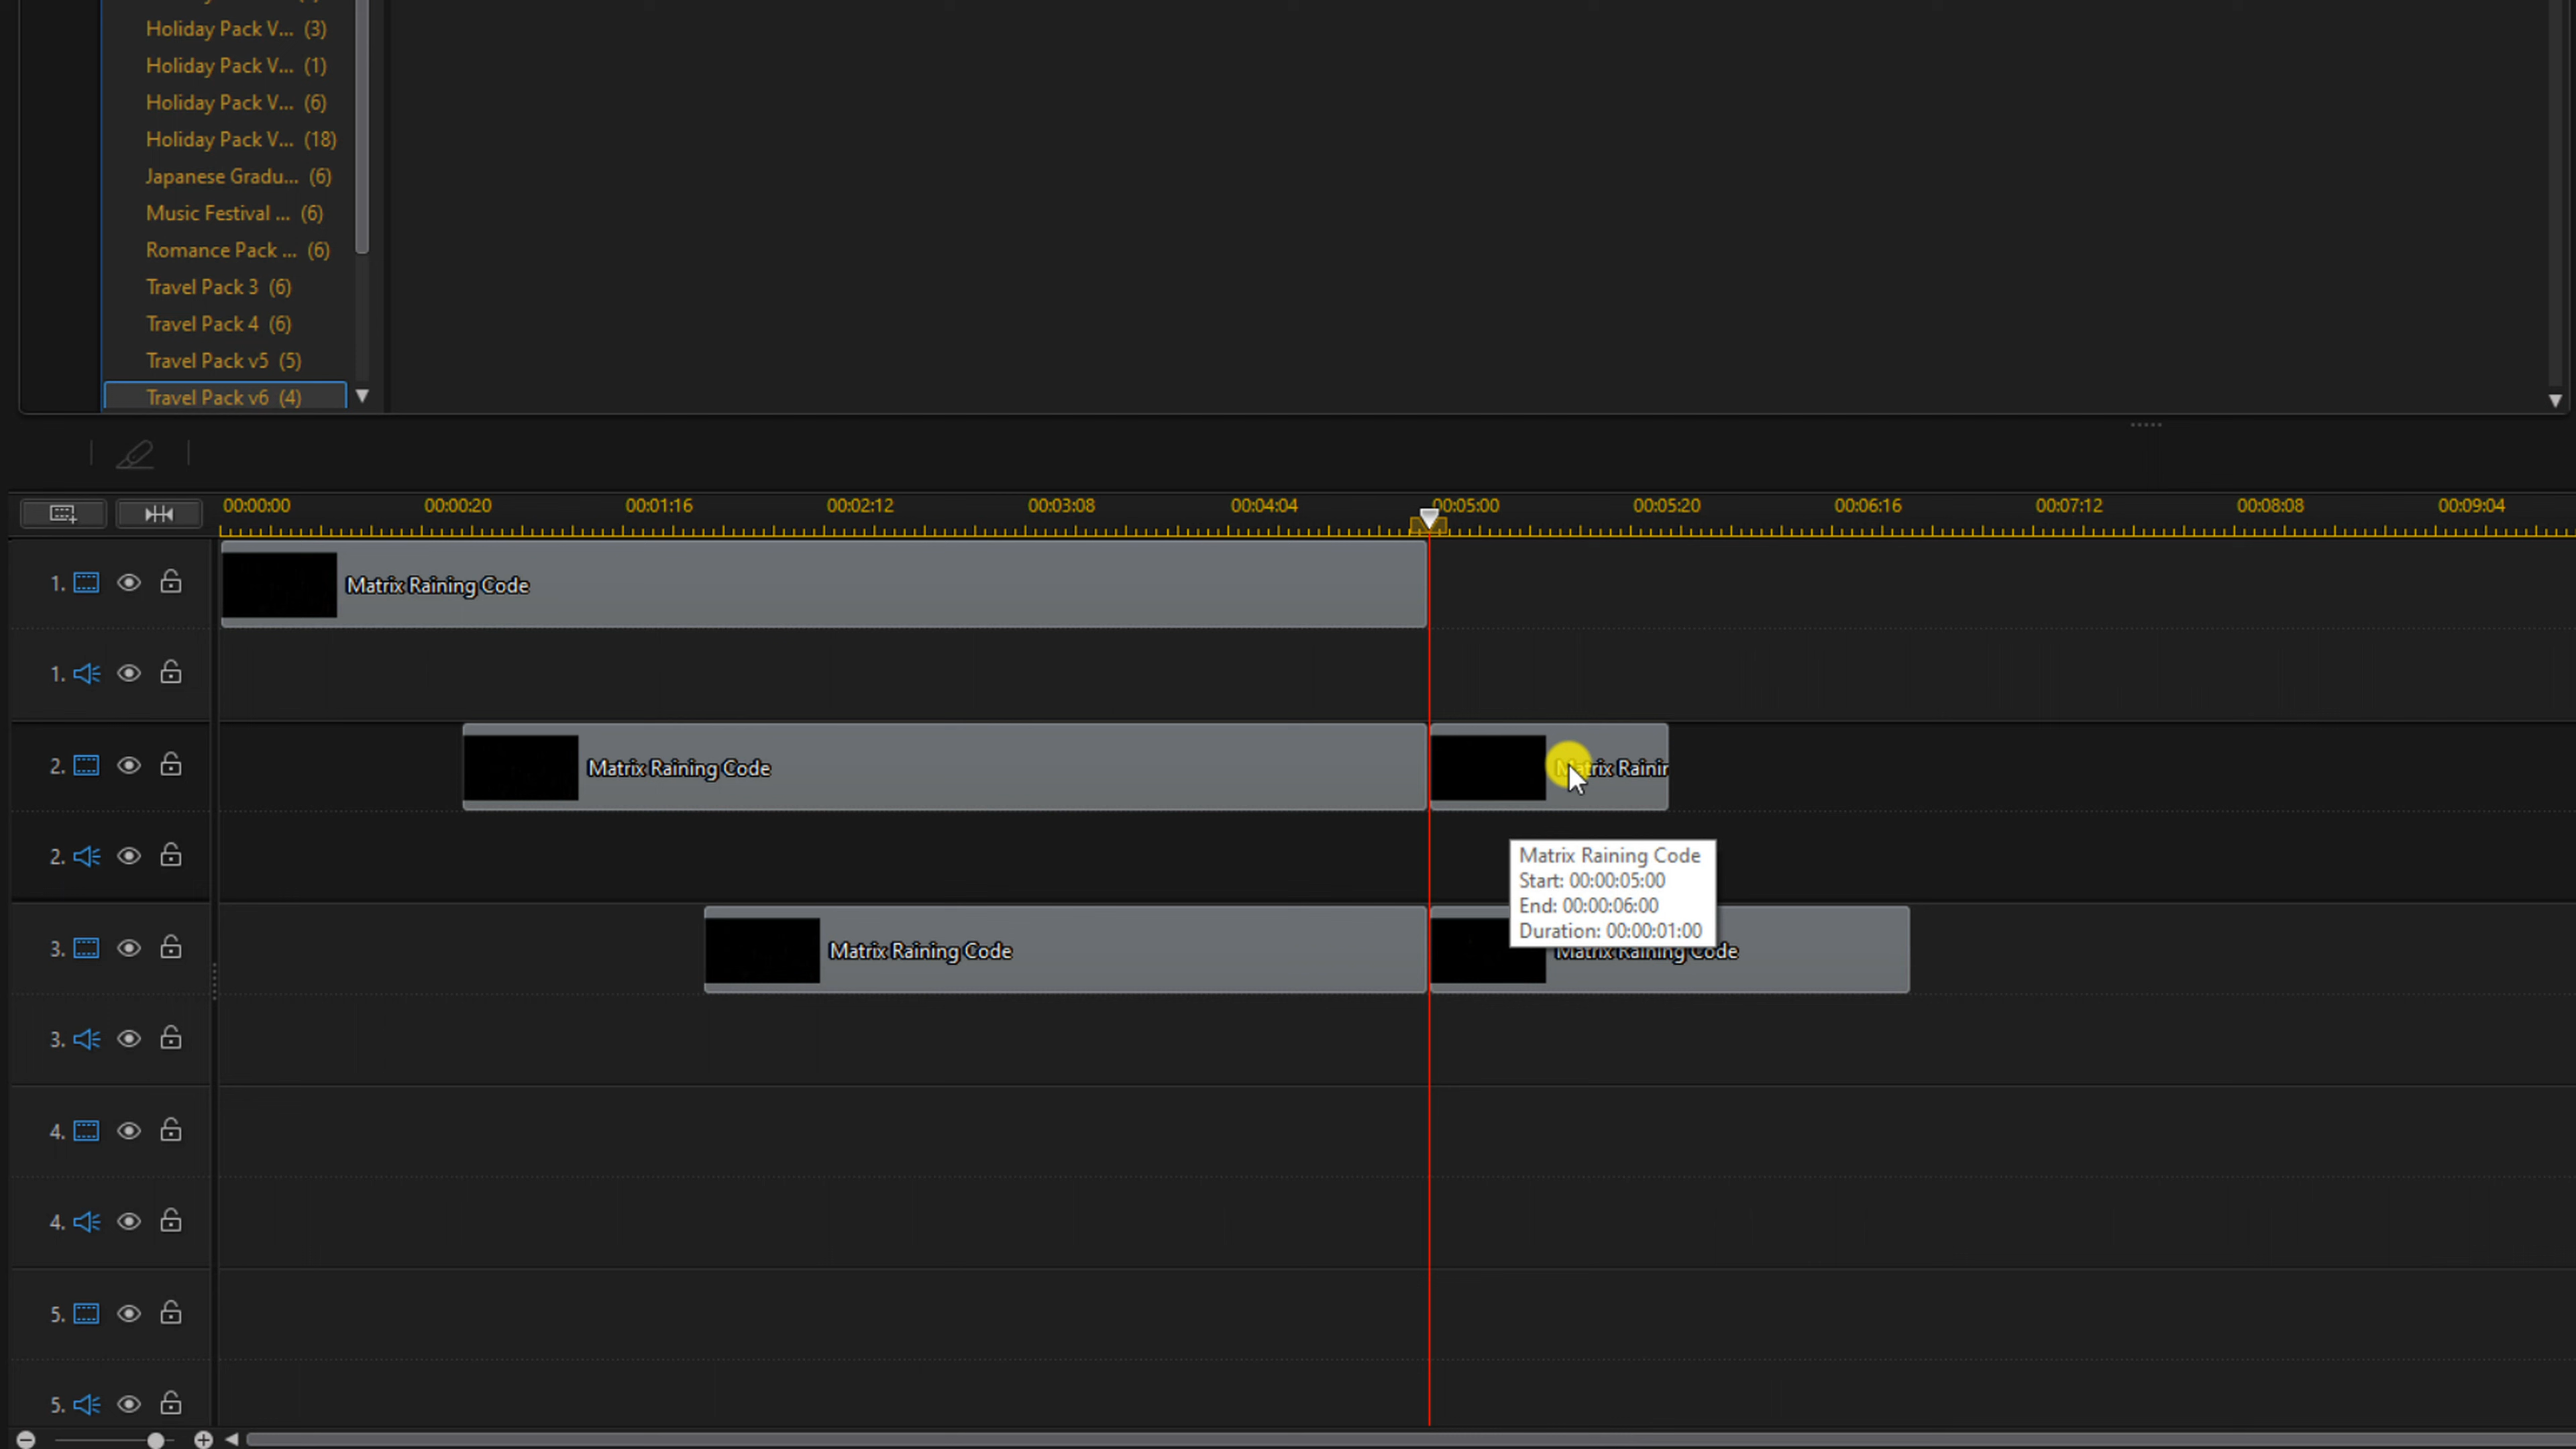 Holiday Pack V... (3)
Holiday Pack V... (1)
Holiday Pack V... (6)
Holiday Pack V... (18)
Japanese Gradu... (6)
Music Festival ... (6)
Romance Pack ... (6)
Travel Pack 3 (6)
Travel Pack 4 (6)
Travel Pack v5 (5)
Travel Pack v6 (4)
00:00:00 00:00:20 00:01:16 00:02:12 00:03:08 00:04:04 00:05:00 00:05:20 00:06:16 00:07:12 00:08:08 00:09:04
1. Matrix Raining Code
1.
2. Matrix Raining Code Matrix Rainir
2.
Matrix Raining Code
Start: 00:00:05:00
End: 00:00:06:00
Duration: 00:00:01:00
3. Matrix Raining Code Matrix Raining Code
3.
4.
4.
5.
5.